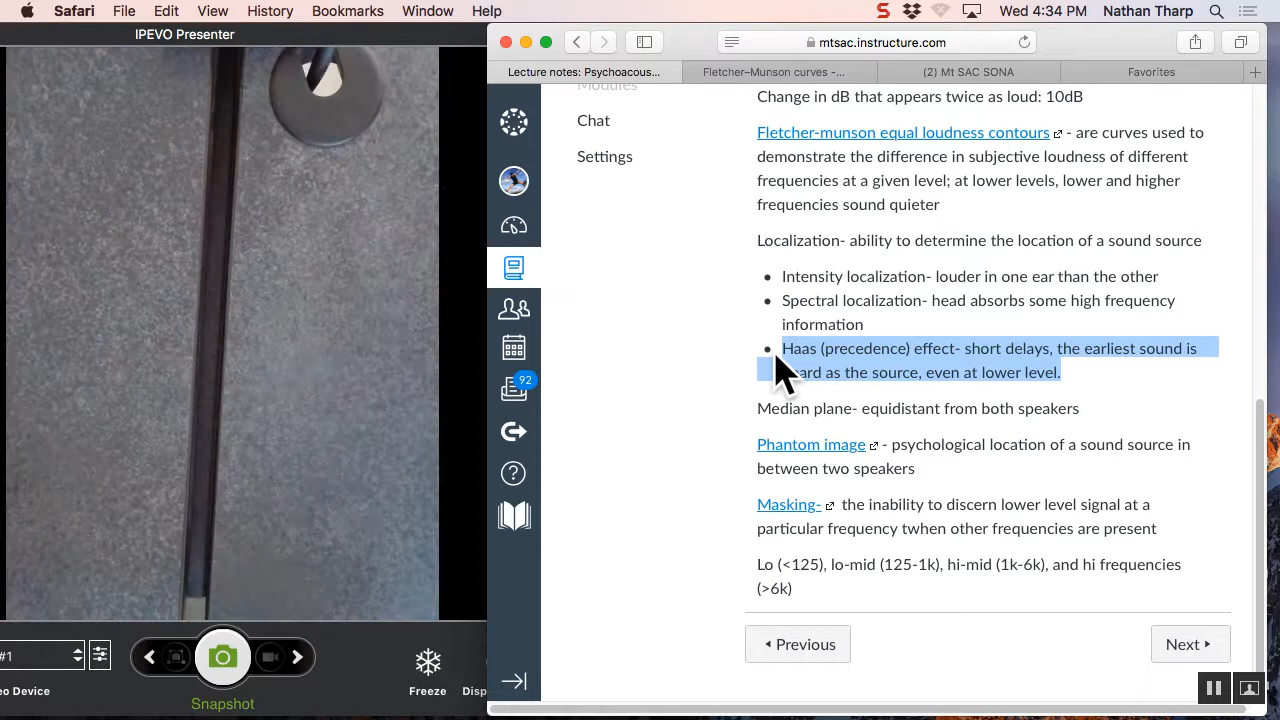 Safari File Edit View History Bookmarks Window Help S Wed 4:34 PM Nathan Tharp
IPEVO Presenter
mtsac.instructure.com
Lecture notes: Psychoacous... Fletcher–Munson curves -... (2) Mt SAC SONA Favorites +
Modules
Chat
Settings
92
Change in dB that appears twice as loud: 10dB
Fletcher-munson equal loudness contours - are curves used to
demonstrate the difference in subjective loudness of different
frequencies at a given level; at lower levels, lower and higher
frequencies sound quieter
Localization- ability to determine the location of a sound source
• Intensity localization- louder in one ear than the other
• Spectral localization- head absorbs some high frequency
information
• Haas (precedence) effect- short delays, the earliest sound is
ard as the source, even at lower level.
Median plane- equidistant from both speakers
Phantom image - psychological location of a sound source in
between two speakers
Masking- the inability to discern lower level signal at a
particular frequency twhen other frequencies are present
Lo (<125), lo-mid (125-1k), hi-mid (1k-6k), and hi frequencies
(>6k)
Previous Next
#1
eo Device
Snapshot
Freeze
Disp